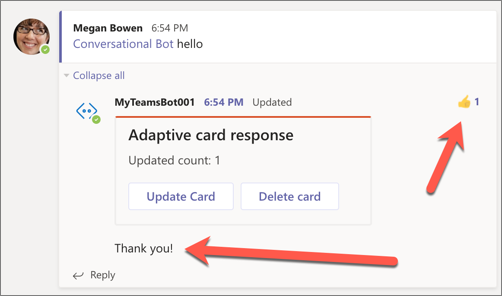 Megan Bowen 6:54 PM
Conversational Bot hello
Collapse all
MyTeamsBot001 6:54 PM Updated 1
Adaptive card response
Updated count: 1
Update Card Delete card
Thank you!
Reply